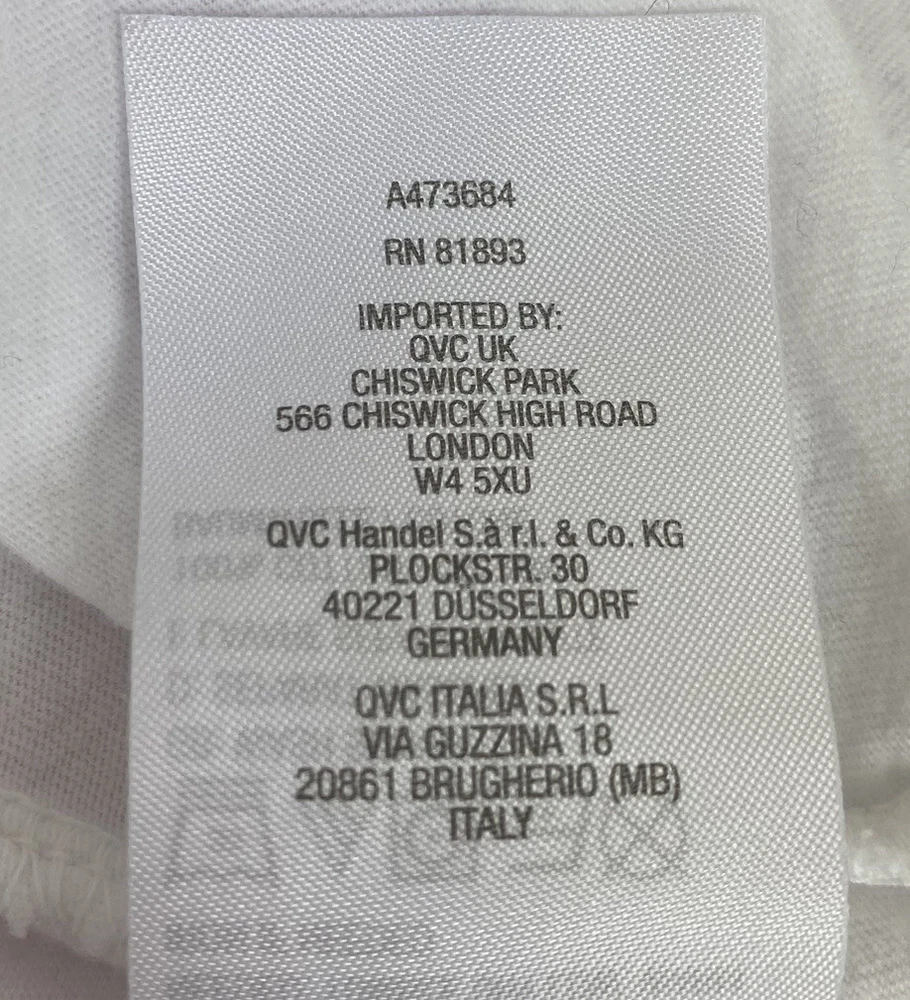 A473684
RN 81893
IMPORTED BY:
QVC UK
CHISWICK PARK
566 CHISWICK HIGH ROAD
LONDON
W4 5XU
QVC Handel S.à r.l. & Co. KG
PLOCKSTR. 30
40221 DÜSSELDORF
GERMANY
QVC ITALIA S.R.L
VIA GUZZINA 18
20861 BRUGHERIO (MB)
ITALY